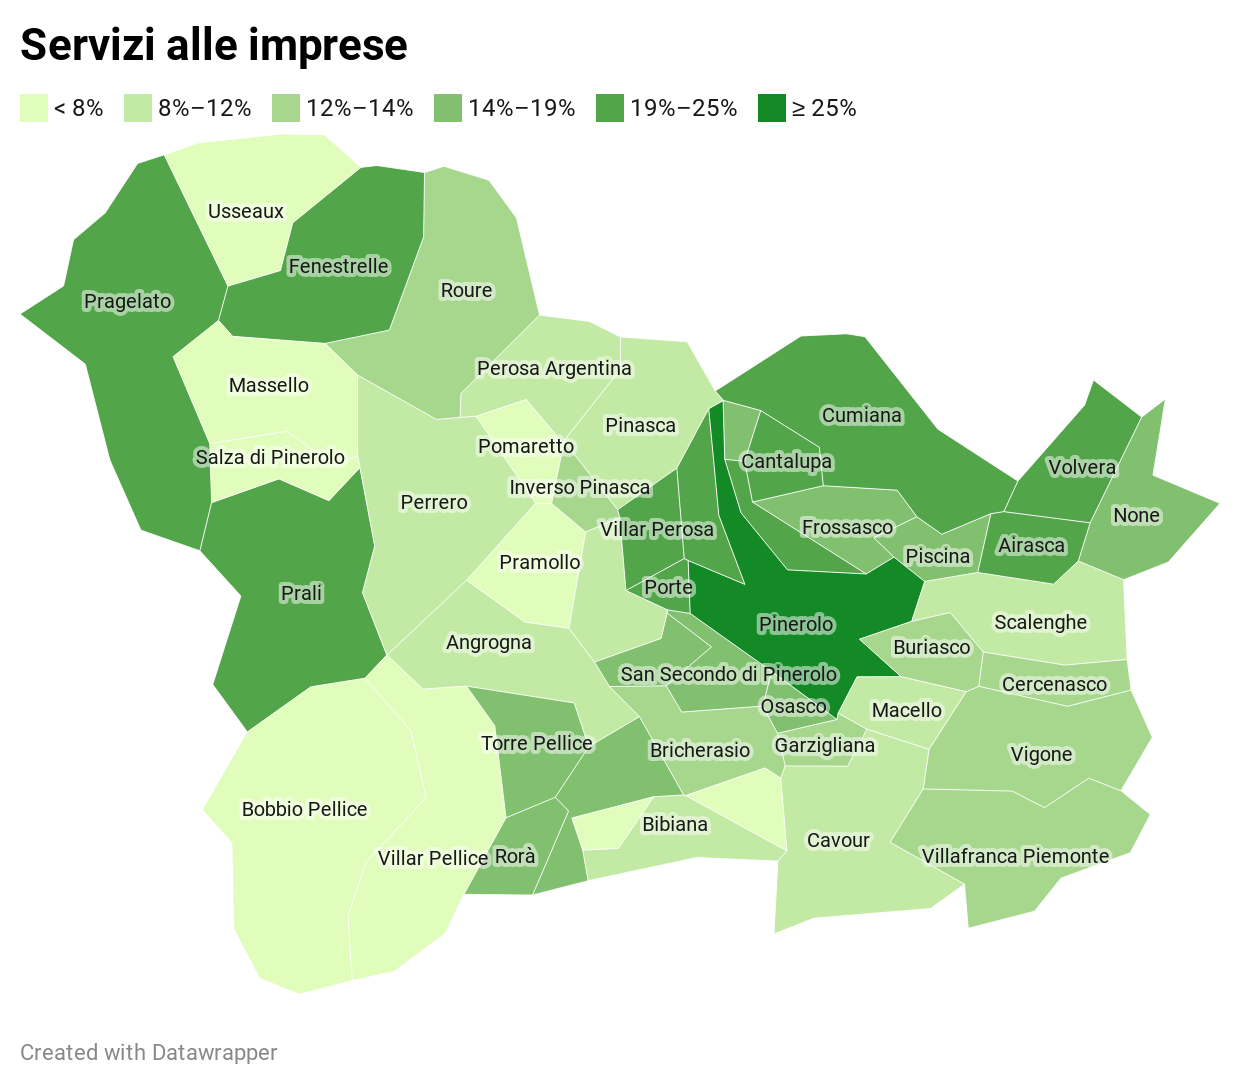 Servizi alle imprese
< 8% 8%–12% 12%–14% 14%–19% 19%–25% ≥ 25%
Usseaux
Fenestrelle
Roure
Pragelato
Perosa Argentina
Massello
Cumiana
Pinasca
Pomaretto
Salza di Pinerolo
Cantalupa
Volvera
Inverso Pinasca
Perrero
None
Villar Perosa
Frossasco
Airasca
Piscina
Pramollo
Porte
Prali
Scalenghe
Pinerolo
Angrogna
Buriasco
San Secondo di Pinerolo
Cercenasco
Osasco
Macello
Torre Pellice
Garzigliana
Bricherasio
Vigone
Bobbio Pellice
Bibiana
Cavour
Villar Pellice
Rorà
Villafranca Piemonte
Created with Datawrapper